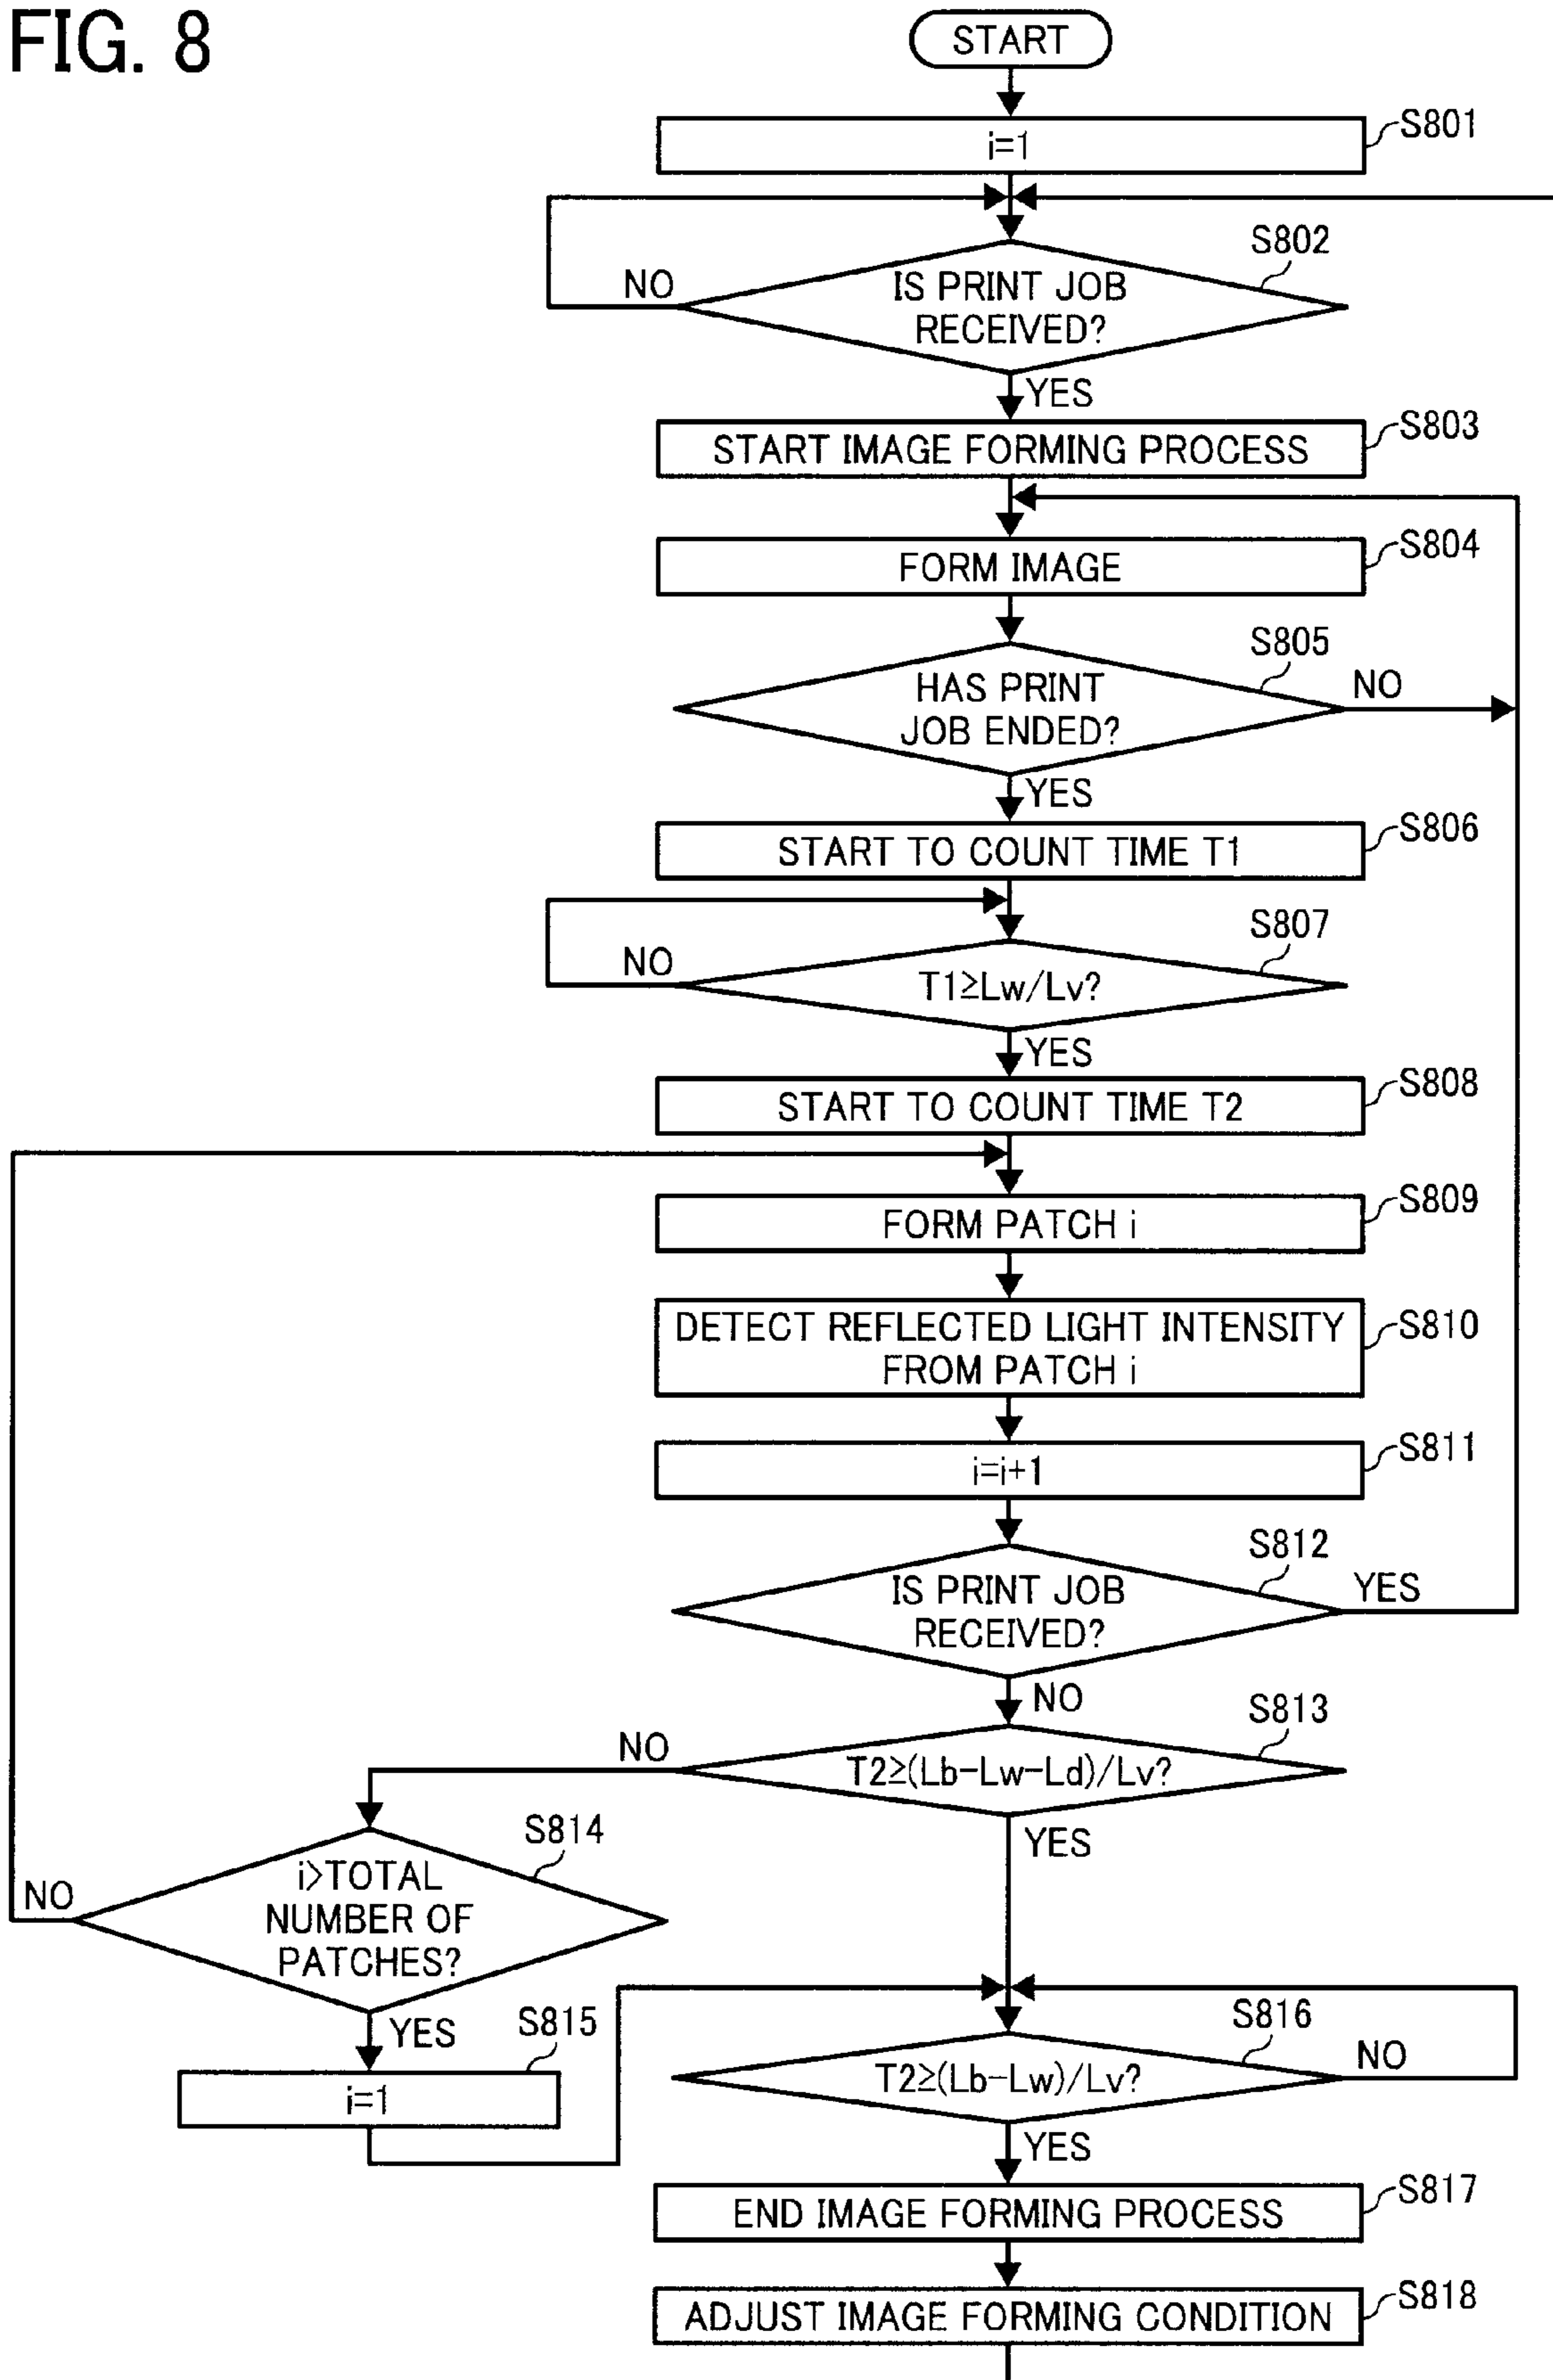 FIG. 8
START
i=1
S801
S802
IS PRINT JOB
RECEIVED?
NO
YES
START IMAGE FORMING PROCESS
S803
FORM IMAGE
S804
S805
HAS PRINT
JOB ENDED?
NO
YES
START TO COUNT TIME T1
S806
S807
NO
T1≥Lw/Lv?
YES
START TO COUNT TIME T2
S808
FORM PATCH i
S809
DETECT REFLECTED LIGHT INTENSITY
FROM PATCH i
S810
i=i+1
S811
S812
IS PRINT JOB
RECEIVED?
YES
NO
S813
NO
T2≥(Lb-Lw-Ld)/Lv?
YES
S814
i>TOTAL
NUMBER OF
PATCHES?
NO
YES
S815
i=1
S816
T2≥(Lb-Lw)/Lv?
NO
YES
END IMAGE FORMING PROCESS
S817
ADJUST IMAGE FORMING CONDITION
S818